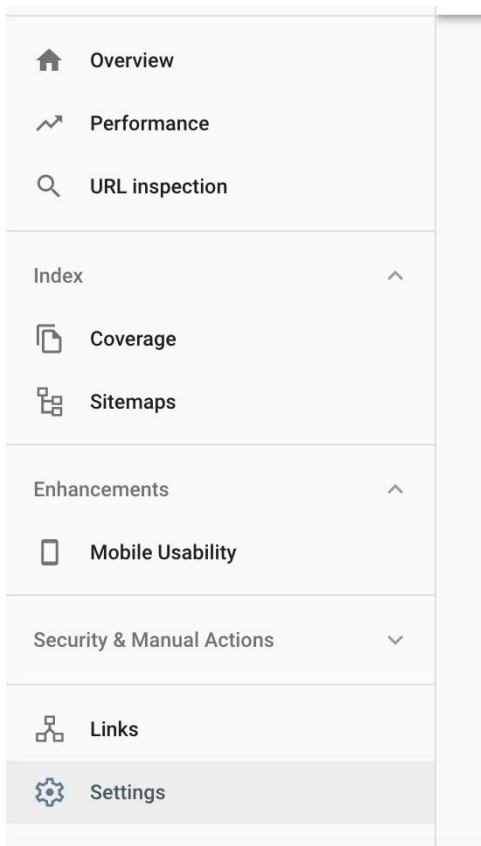 Overview
Performance
URL inspection
Index
Coverage
Sitemaps
Enhancements
Mobile Usability
Security & Manual Actions
Links
Settings